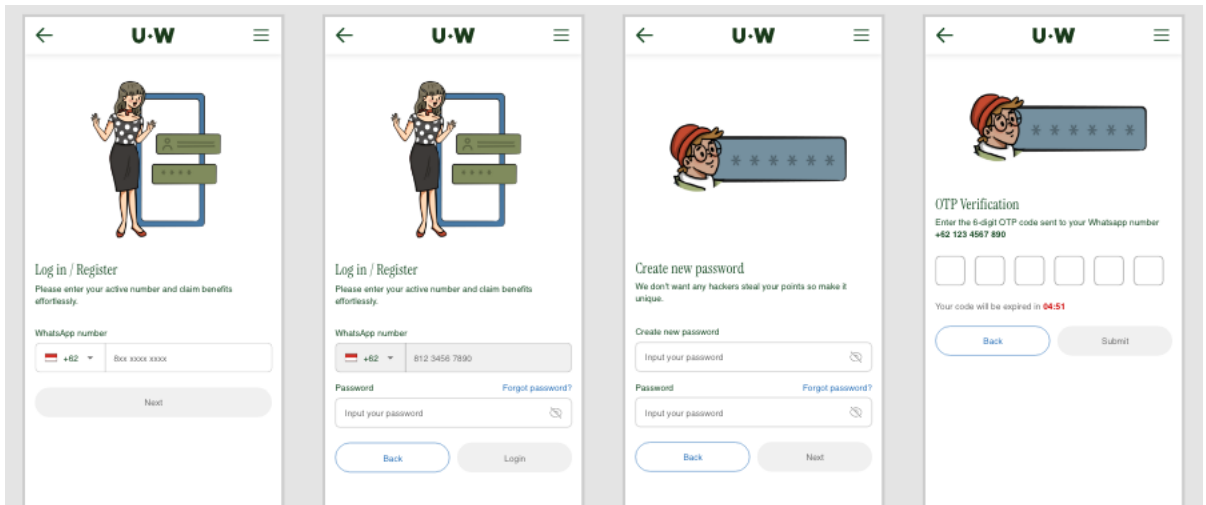 U·W
Log in / Register
Please enter your active number and claim benefits
effortlessly.
WhatsApp number
+62
8xx xxxx xxxx
Next
U·W
Log in / Register
Please enter your active number and claim benefits
effortlessly.
WhatsApp number
+62
812 3456 7890
Password
Forgot password?
Input your password
Back
Login
U·W
******
Create new password
We don't want any hackers steal your points so make it
unique.
Create new password
Input your password
Password
Forgot password?
Input your password
Back
Next
U·W
******
OTP Verification
Enter the 6-digit OTP code sent to your Whatsapp number
+62 123 4567 890
Your code will be expired in 04:51
Back
Submit